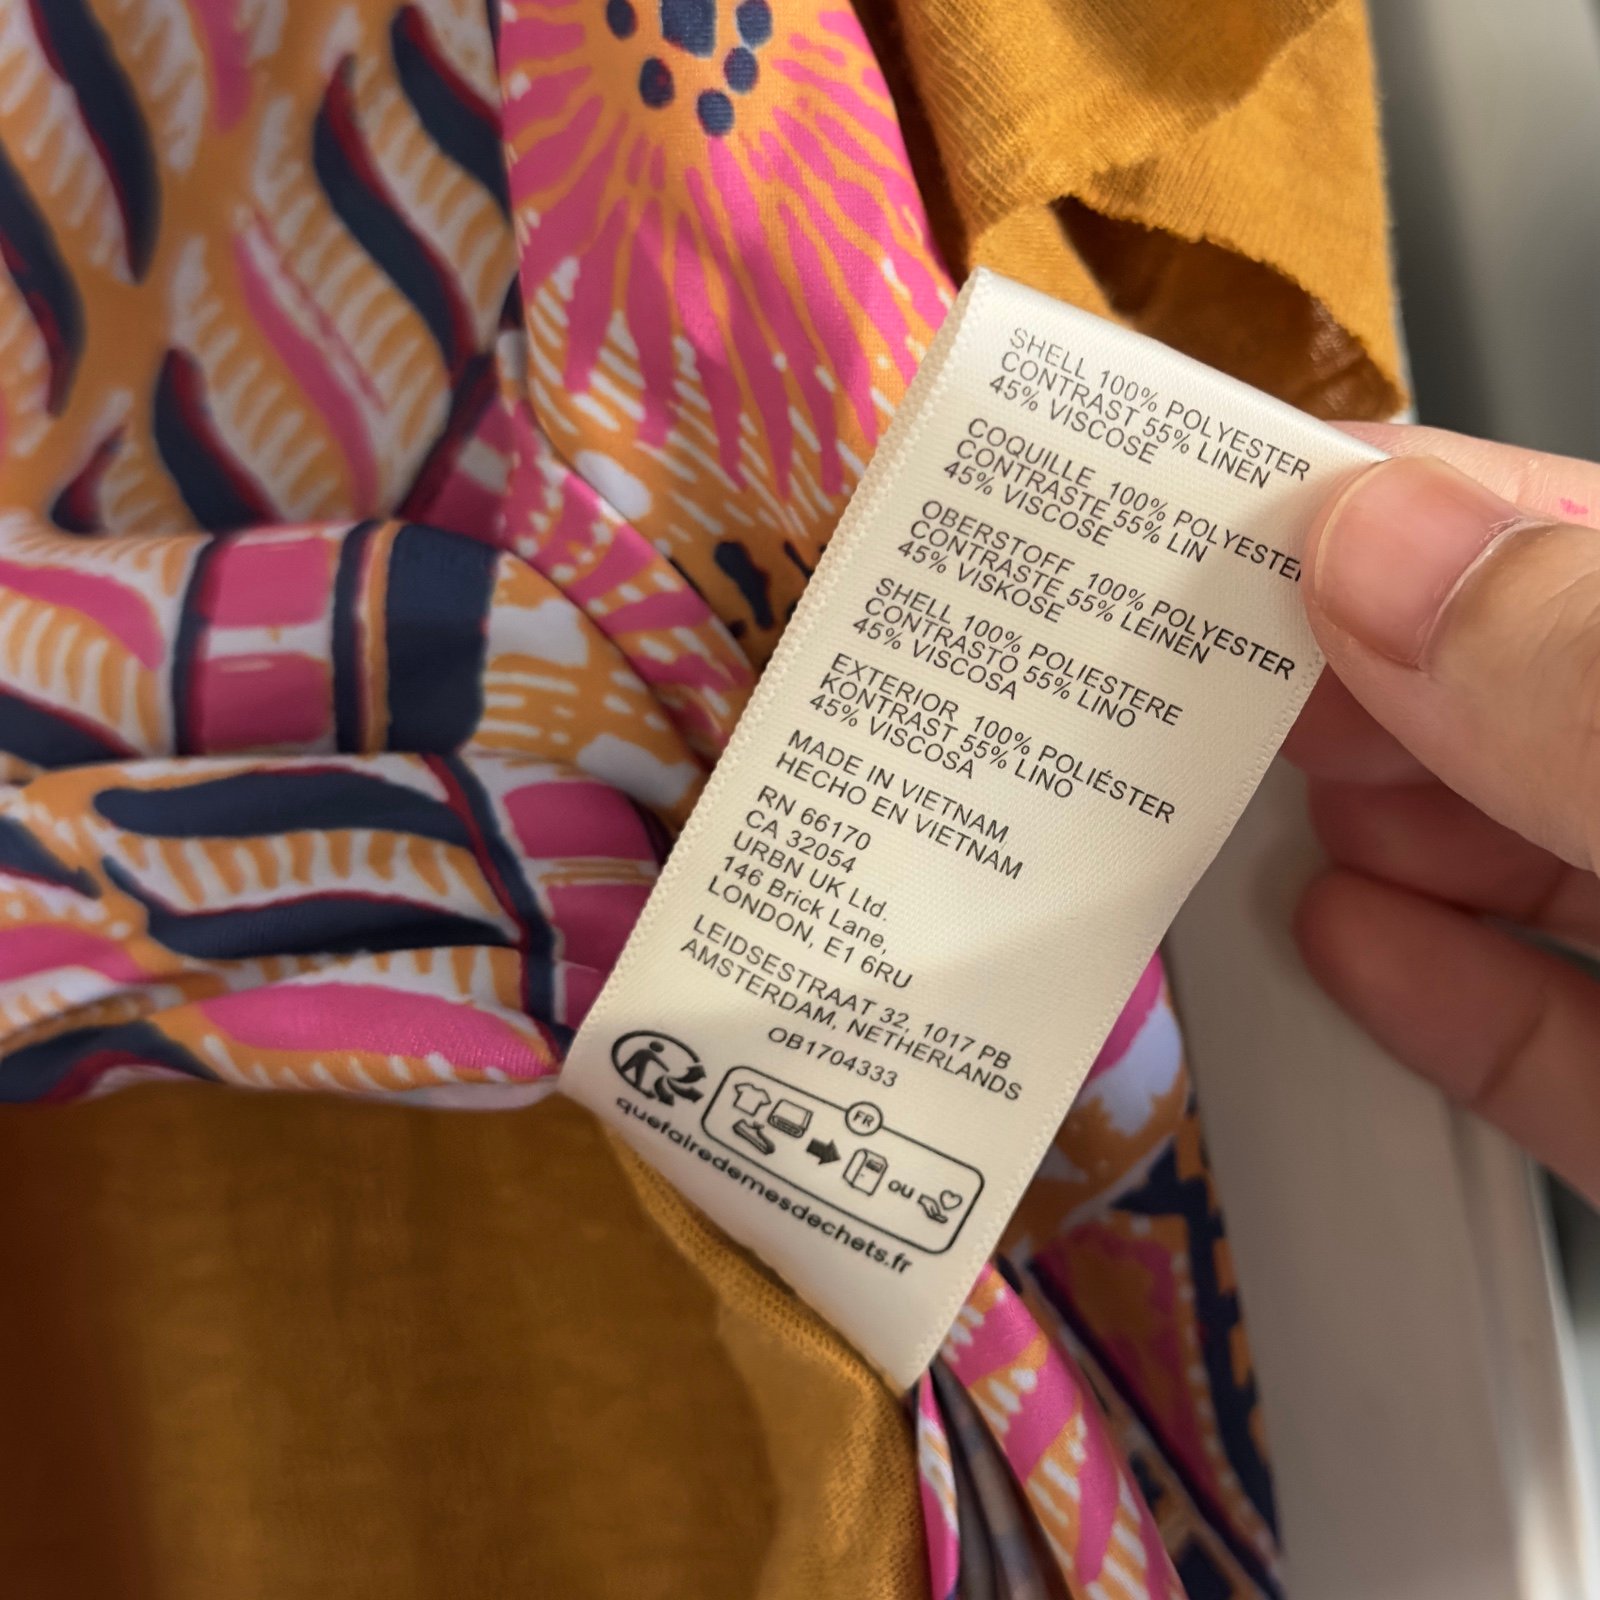 SHELL 100% POLYESTER
CONTRAST 55% LINEN
45% VISCOSE
COQUILLE 100% POLYESTER
CONTRASTE 55% LIN
45% VISCOSE
OBERSTOFF 100% POLYESTER
CONTRASTE 55% LEINEN
45% VISKOSE
SHELL 100% POLIESTERE
CONTRASTO 55% LINO
45% VISCOSA
EXTERIOR 100% POLIÉSTER
KONTRAST 55% LINO
45% VISCOSA
MADE IN VIETNAM
HECHO EN VIETNAM
RN 66170
CA 32054
URBN UK Ltd.
146 Brick Lane,
LONDON, E1 6RU
LEIDSESTRAAT 32, 1017 PB
AMSTERDAM, NETHERLANDS
OB1704333
FR
ou
quefairedemesdechets.fr